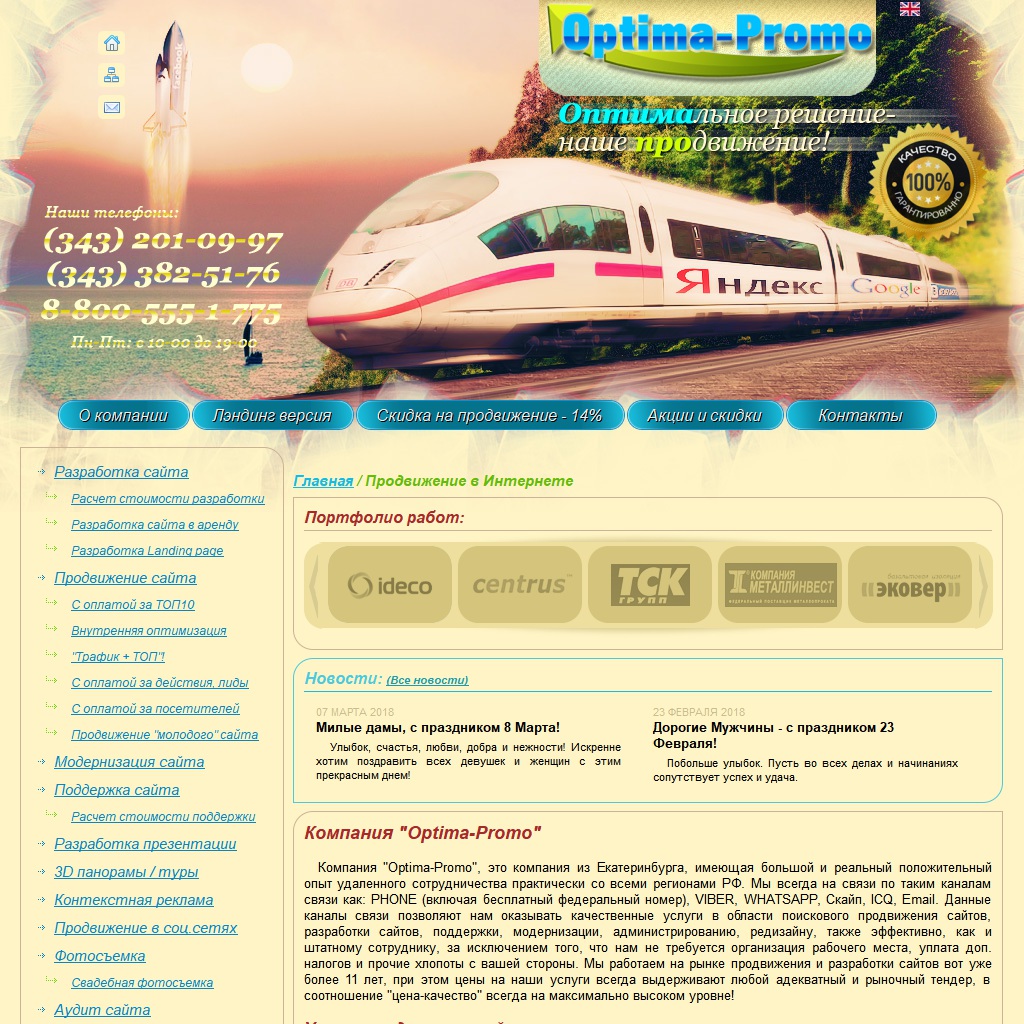 facebook
Optima-Promo
Оптимальное решение-
наше продвижение!
КАЧЕСТВО
100%
ГАРАНТИРОВАННО
Наши телефоны:
(343) 201-09-97
(343) 382-51-76
8-800-555-1-775
Пн-Пт: с 10-00 до 19-00
Яндекс
Google
О компании
Лэндинг версия
Скидка на продвижение - 14%
Акции и скидки
Контакты
Разработка сайта
Расчет стоимости разработки
Разработка сайта в аренду
Разработка Landing page
Продвижение сайта
С оплатой за ТОП10
Внутренняя оптимизация
"Трафик + ТОП"!
С оплатой за действия, лиды
С оплатой за посетителей
Продвижение "молодого" сайта
Модернизация сайта
Поддержка сайта
Расчет стоимости поддержки
Разработка презентации
3D панорамы / туры
Контекстная реклама
Продвижение в соц.сетях
Фотосъемка
Свадебная фотосъемка
Аудит сайта
Главная / Продвижение в Интернете
Портфолио работ:
ideco
centrus
ТСК
ГРУПП
КОМПАНИЯ
МЕТАЛЛИНВЕСТ
ФЕДЕРАЛЬНЫЙ ПОСТАВЩИК МЕТАЛЛОПРОКАТА
базальтовая изоляция
эковер
Новости: (Все новости)
07 МАРТА 2018
Милые дамы, с праздником 8 Марта!
Улыбок, счастья, любви, добра и нежности! Искренне
хотим поздравить всех девушек и женщин с этим
прекрасным днем!
23 ФЕВРАЛЯ 2018
Дорогие Мужчины - с праздником 23
Февраля!
Побольше улыбок. Пусть во всех делах и начинаниях
сопутствует успех и удача.
Компания "Optima-Promo"
Компания "Optima-Promo", это компания из Екатеринбурга, имеющая большой и реальный положительный
опыт удаленного сотрудничества практически со всеми регионами РФ. Мы всегда на связи по таким каналам
связи как: PHONE (включая бесплатный федеральный номер), VIBER, WHATSAPP, Скайп, ICQ, Email. Данные
каналы связи позволяют нам оказывать качественные услуги в области поискового продвижения сайтов,
разработки сайтов, поддержки, модернизации, администрированию, редизайну, также эффективно, как и
штатному сотруднику, за исключением того, что нам не требуется организация рабочего места, уплата доп.
налогов и прочие хлопоты с вашей стороны. Мы работаем на рынке продвижения и разработки сайтов вот уже
более 11 лет, при этом цены на наши услуги всегда выдерживают любой адекватный и рыночный тендер, в
соотношение "цена-качество" всегда на максимально высоком уровне!